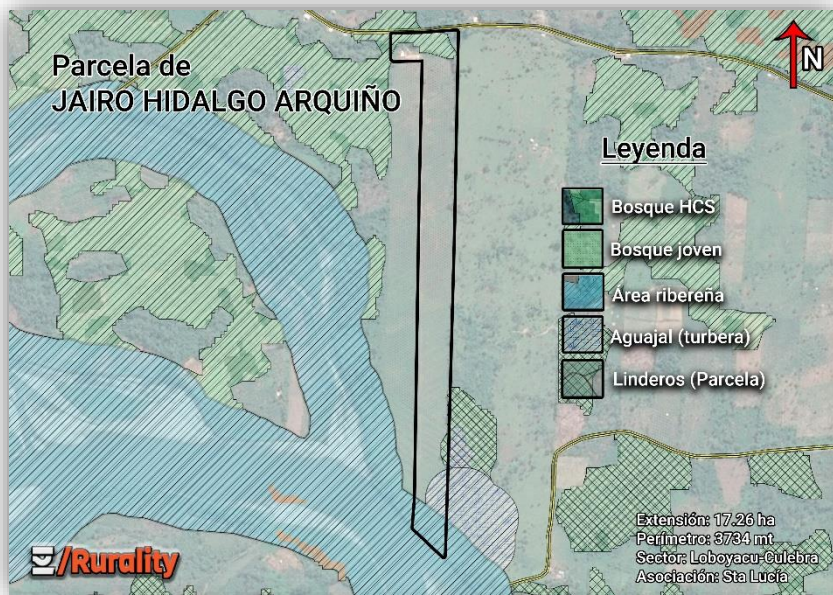 Parcela de
JAIRO HIDALGO ARQUIÑO
N
Leyenda
Bosque HCS
Bosque joven
Área ribereña
Aguajal (turbera)
Linderos (Parcela)
Extensión: 17.26 ha
Perímetro: 3734 mt
Sector: Loboyacu-Culebra
Asociación: Sta Lucía
/Rurality